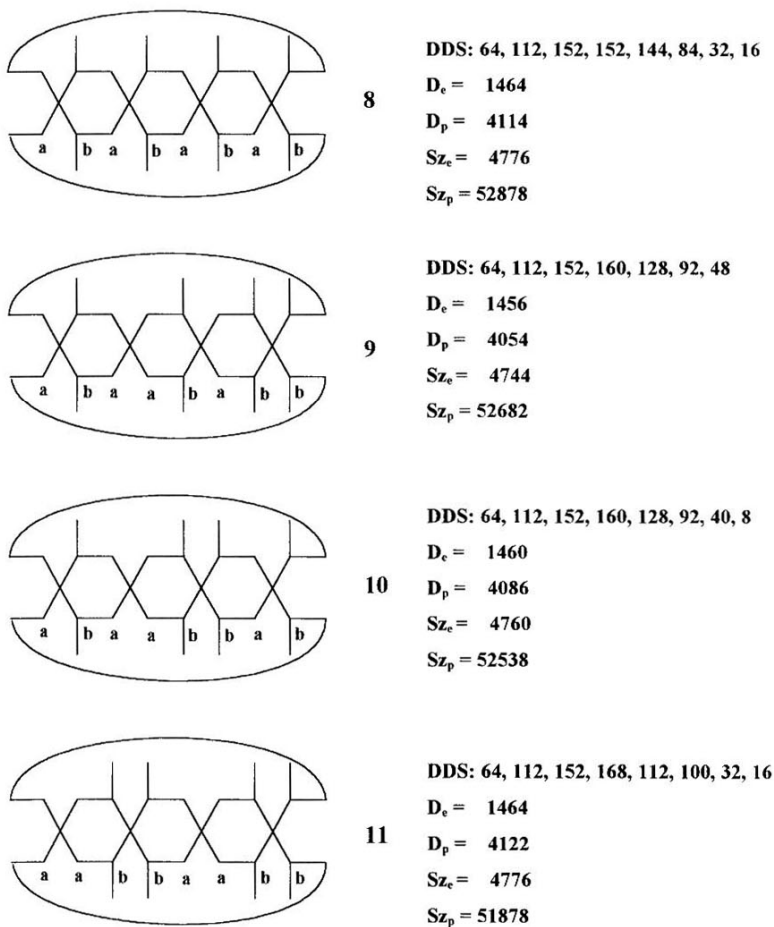 DDS: 64, 112, 152, 152, 144, 84, 32, 16
8
Dₑ = 1464
Dₚ = 4114
a b a b a b a b
Szₑ = 4776
Szₚ = 52878
DDS: 64, 112, 152, 160, 128, 92, 48
Dₑ = 1456
9
Dₚ = 4054
a b a a b a b b
Szₑ = 4744
Szₚ = 52682
DDS: 64, 112, 152, 160, 128, 92, 40, 8
Dₑ = 1460
10
Dₚ = 4086
a b a a b b a b
Szₑ = 4760
Szₚ = 52538
DDS: 64, 112, 152, 168, 112, 100, 32, 16
Dₑ = 1464
11
Dₚ = 4122
a a b b a a b b
Szₑ = 4776
Szₚ = 51878